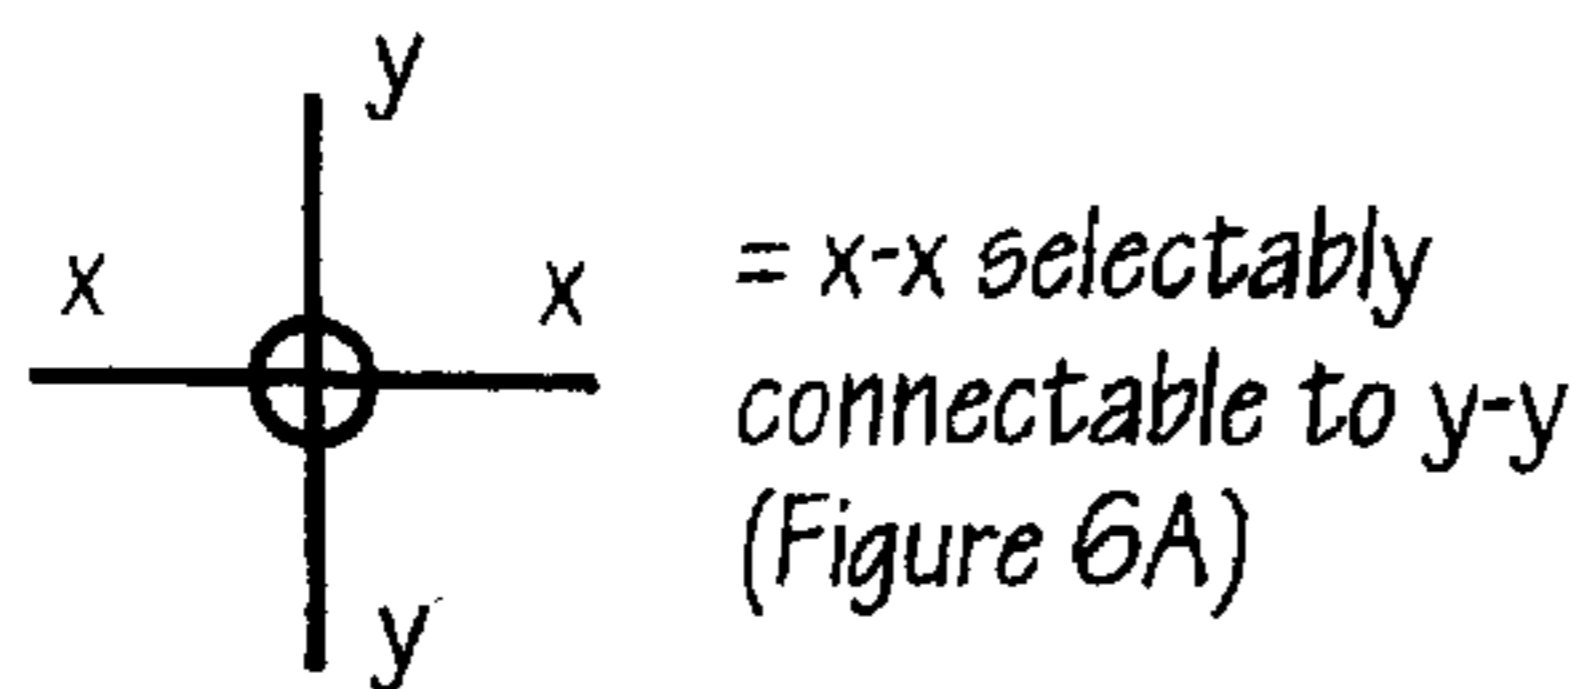 y
x
x
= x-x selectably
connectable to y-y
(Figure 6A)
y